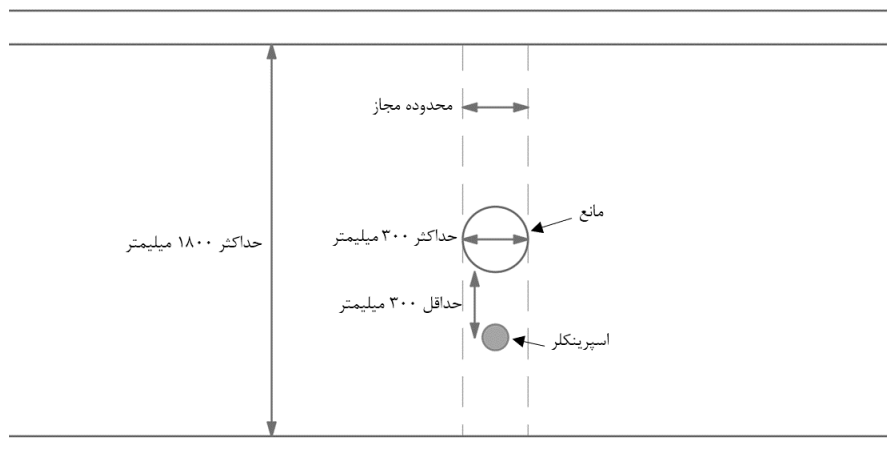 محدوده مجاز
مانع
حداکثر ۳۰۰ میلیمتر
حداکثر ۱۸۰۰ میلیمتر
حداقل ۳۰۰ میلیمتر
اسپرینکلر